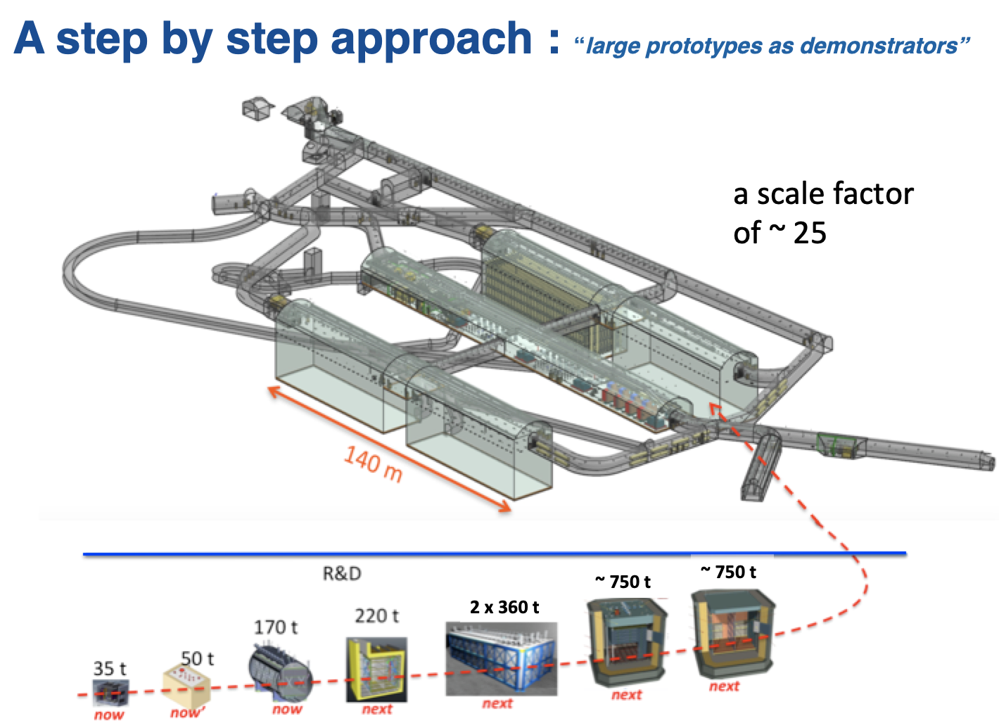 A step by step approach : “large prototypes as demonstrators”
a scale factor
of ~ 25
140 m
R&D
~ 750 t
~ 750 t
2 x 360 t
220 t
170 t
50 t
35 t
now
now’
now
next
next
next
next